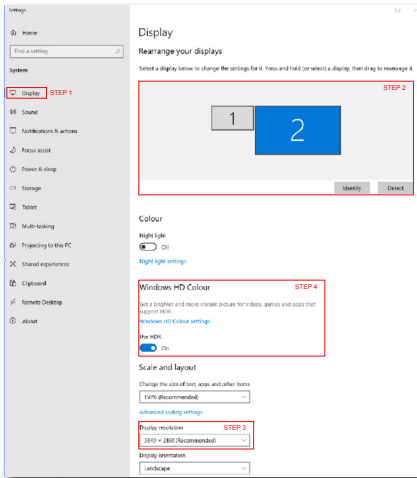 Settings
Home
Find a setting
System
Display STEP 1
Sound
Notifications & actions
Focus assist
Power & sleep
Storage
Tablet
Multi-tasking
Projecting to this PC
Shared experiences
Clipboard
Remote Desktop
About
Display
Rearrange your displays
Select a display below to change the settings for it. Press and hold (or select) a display, then drag to rearrange it.
STEP 2
1 2
Identify Detect
Colour
Night light
Off
Night light settings
Windows HD Colour STEP 4
Get a brighter and more vibrant picture for videos, games and apps that
support HDR.
Windows HD Colour settings
Use HDR
On
Scale and layout
Change the size of text, apps and other items
150% (Recommended)
Advanced scaling settings
Display resolution STEP 3
3840 × 2160 (Recommended)
Display orientation
Landscape